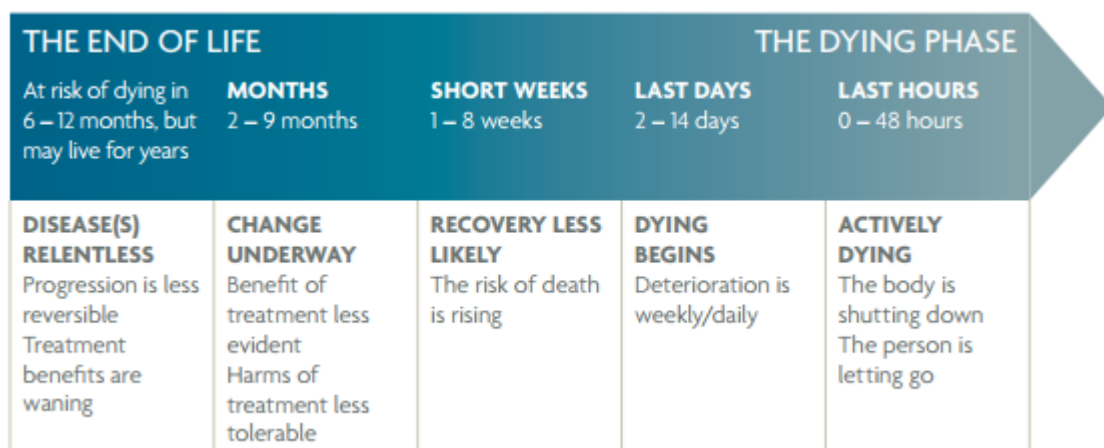 THE END OF LIFE
THE DYING PHASE
At risk of dying in
6 – 12 months, but
may live for years
MONTHS
2 – 9 months
SHORT WEEKS
1 – 8 weeks
LAST DAYS
2 – 14 days
LAST HOURS
0 – 48 hours
DISEASE(S)
RELENTLESS
Progression is less
reversible
Treatment
benefits are
waning
CHANGE
UNDERWAY
Benefit of
treatment less
evident
Harms of
treatment less
tolerable
RECOVERY LESS
LIKELY
The risk of death
is rising
DYING
BEGINS
Deterioration is
weekly/daily
ACTIVELY
DYING
The body is
shutting down
The person is
letting go